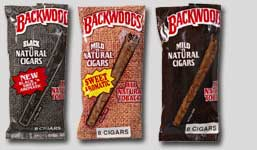 BACKWOODS
BLACK
NATURAL
CIGARS
NEW
8 CIGARS
BACKWOODS
MILD
NATURAL
CIGARS
SWEET
AROMATIC
8 CIGARS
BACKWOODS
MILD
NATURAL
CIGARS
8 CIGARS